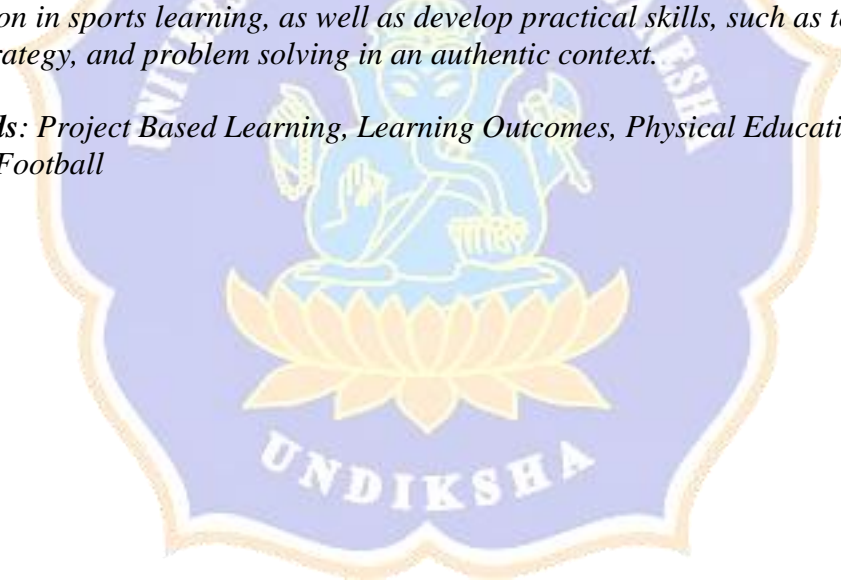 on in sports learning, as well as develop practical skills, such as
rategy, and problem solving in an authentic context.
ds: Project Based Learning, Learning Outcomes, Physical Educati
Football
UNDIKSHA